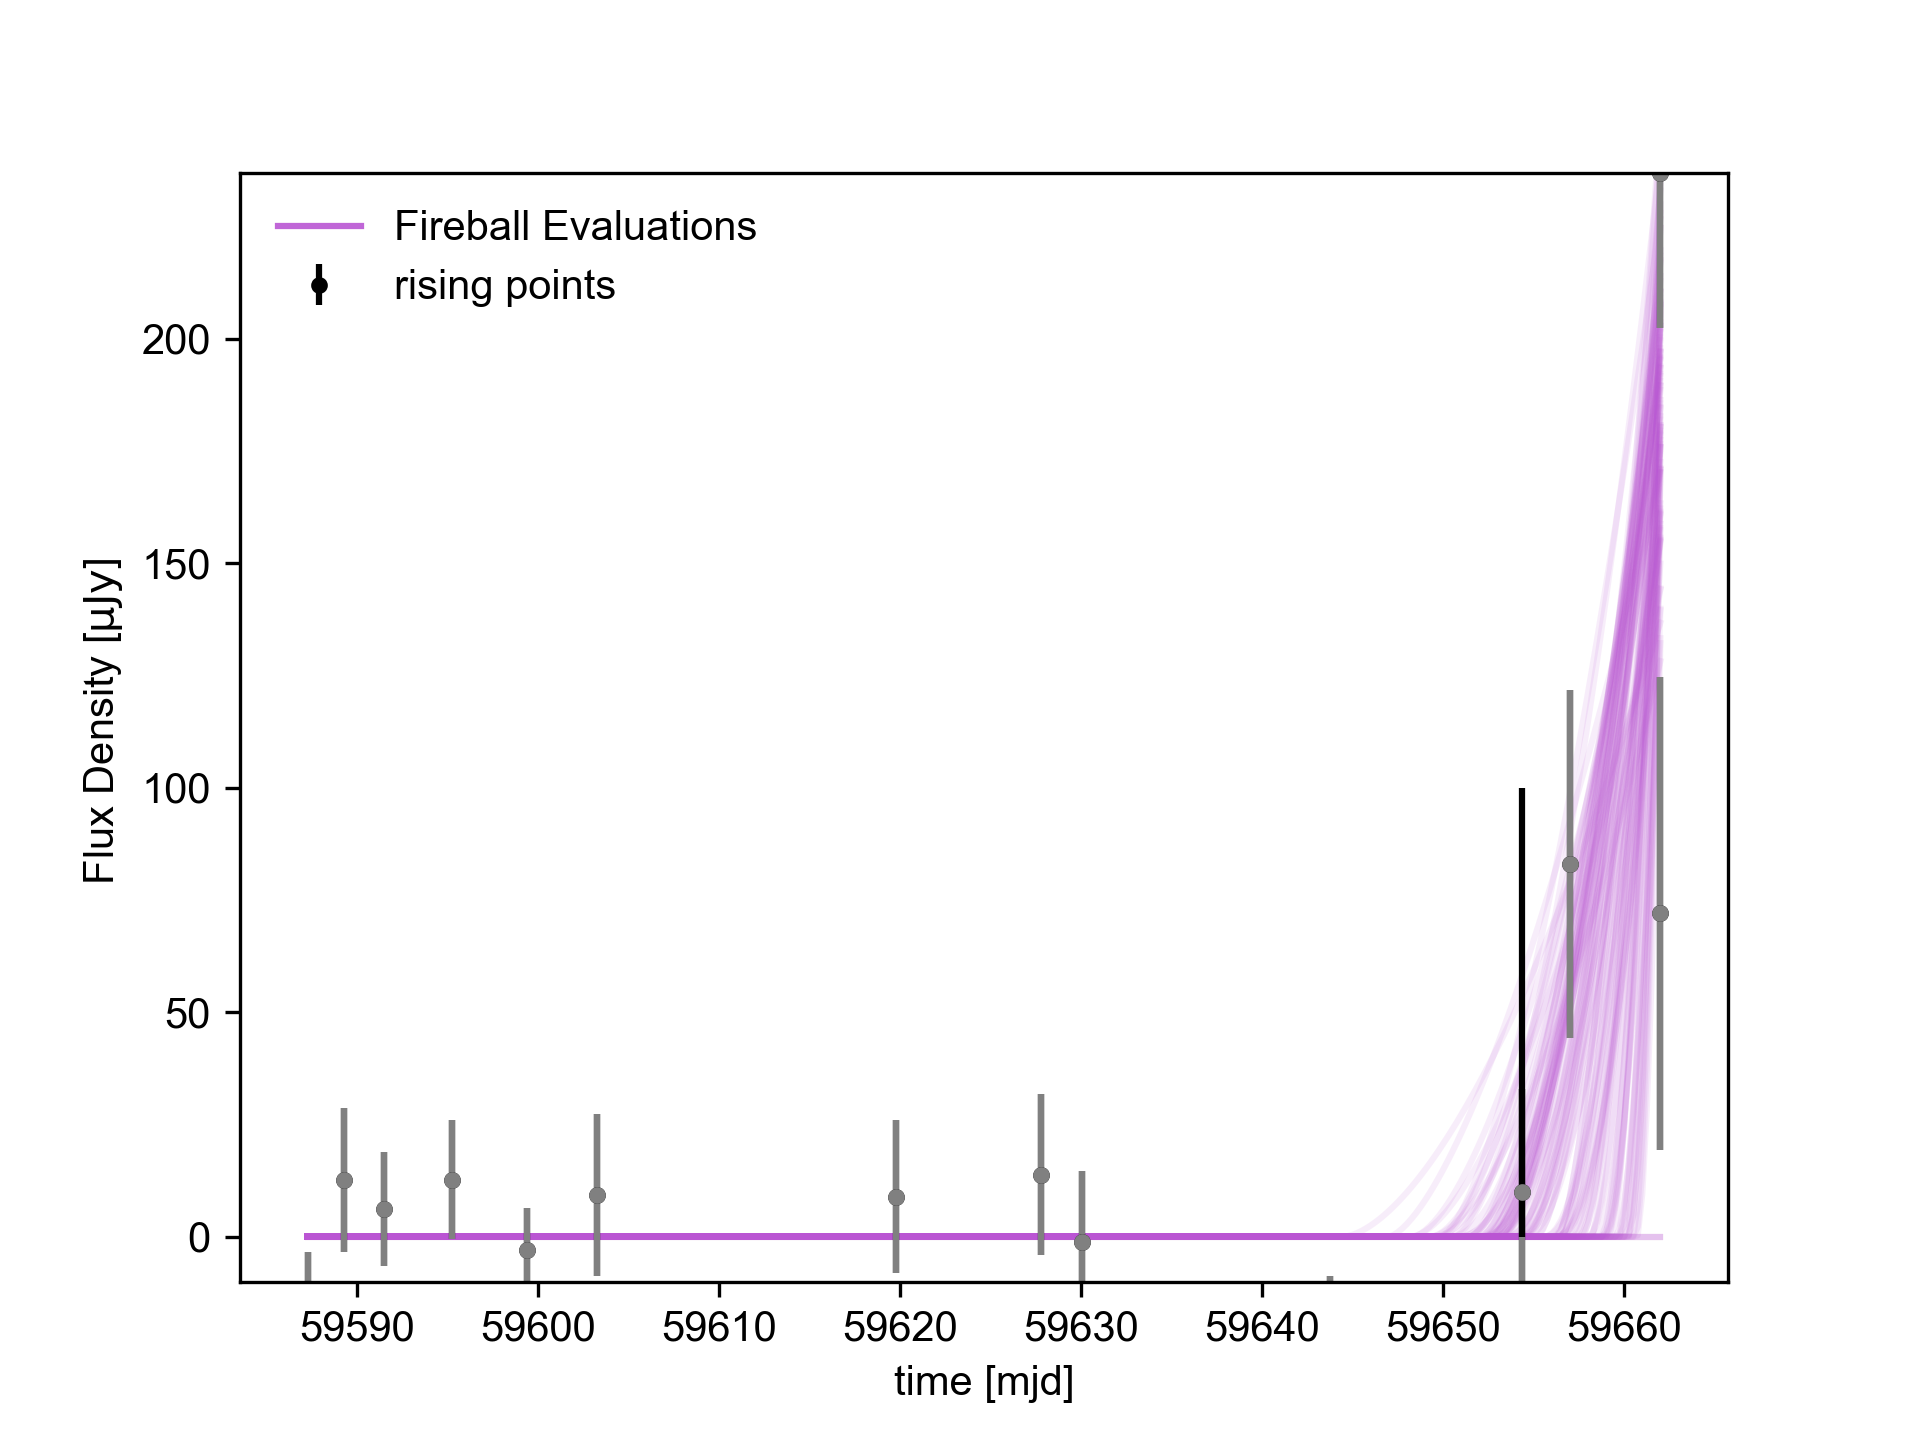 Fireball Evaluations
rising points
200
150
100
50
0
Flux Density [µJy]
59590 59600 59610 59620 59630 59640 59650 59660
time [mjd]